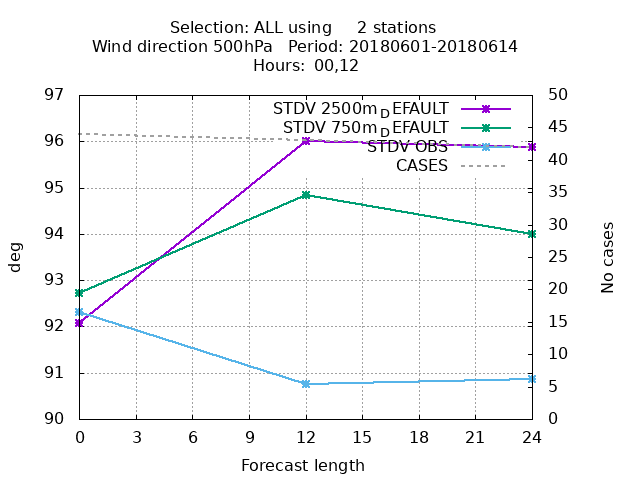 Selection: ALL using     2 stations
Wind direction 500hPa   Period: 20180601-20180614
Hours:  00,12
STDV 2500m_DEFAULT
STDV 750m_DEFAULT
STDV OBS
CASES
97
96
95
94
93
92
91
90
deg
50
45
40
35
30
25
20
15
10
5
0
No cases
0 3 6 9 12 15 18 21 24
Forecast length